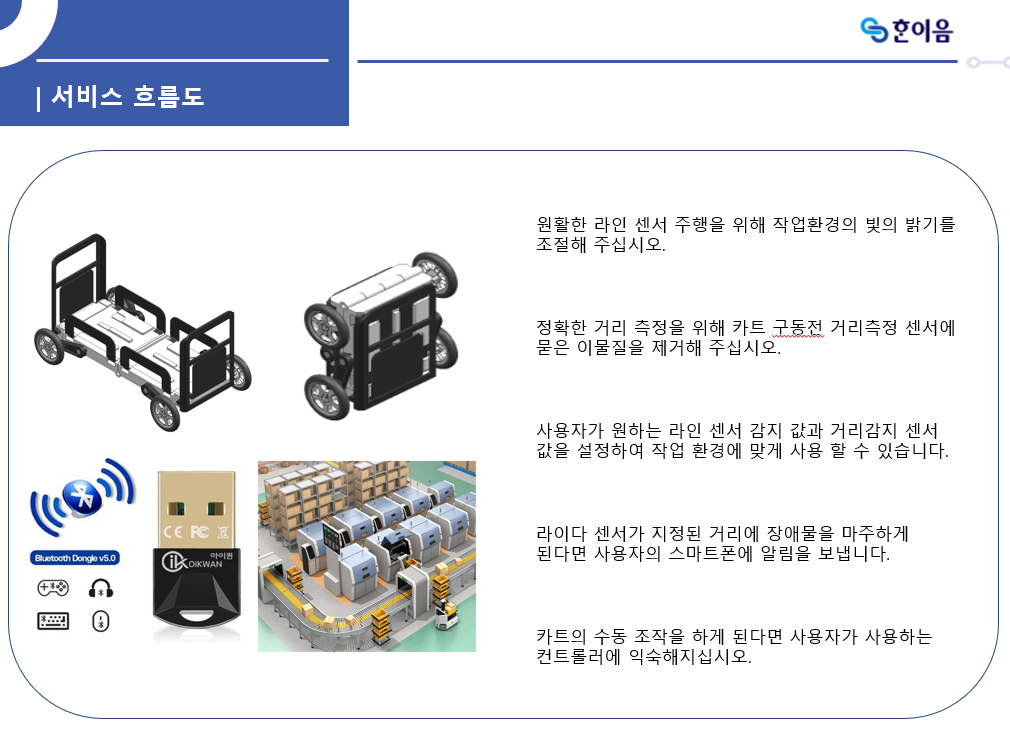 한이음
| 서비스 흐름도
원활한 라인 센서 주행을 위해 작업환경의 빛의 밝기를
조절해 주십시오.
정확한 거리 측정을 위해 카트 구동전 거리측정 센서에
묻은 이물질을 제거해 주십시오.
사용자가 원하는 라인 센서 감지 값과 거리감지 센서
값을 설정하여 작업 환경에 맞게 사용 할 수 있습니다.
라이다 센서가 지정된 거리에 장애물을 마주하게
된다면 사용자의 스마트폰에 알림을 보냅니다.
카트의 수동 조작을 하게 된다면 사용자가 사용하는
컨트롤러에 익숙해지십시오.
Bluetooth Dongle v5.0
CE FC
아이퀀
iK OIKWAN